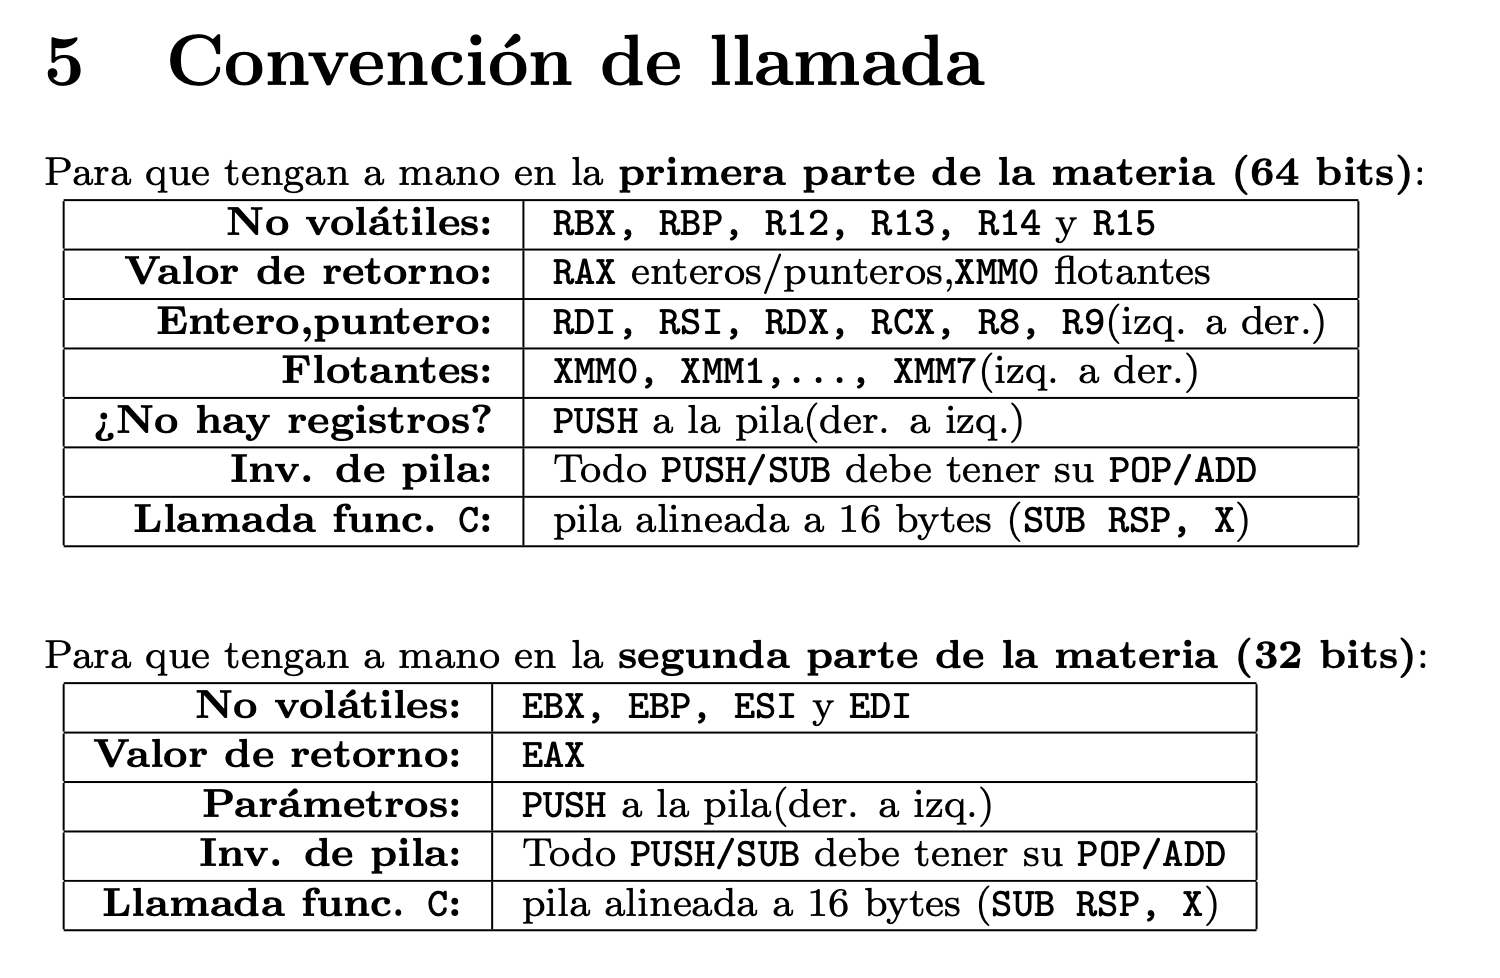 5 Convención de llamada
Para que tengan a mano en la primera parte de la materia (64 bits):
No volátiles: RBX, RBP, R12, R13, R14 y R15
Valor de retorno: RAX enteros/punteros,XMM0 flotantes
Entero,puntero: RDI, RSI, RDX, RCX, R8, R9(izq. a der.)
Flotantes: XMM0, XMM1,..., XMM7(izq. a der.)
¿No hay registros? PUSH a la pila(der. a izq.)
Inv. de pila: Todo PUSH/SUB debe tener su POP/ADD
Llamada func. C: pila alineada a 16 bytes (SUB RSP, X)
Para que tengan a mano en la segunda parte de la materia (32 bits):
No volátiles: EBX, EBP, ESI y EDI
Valor de retorno: EAX
Parámetros: PUSH a la pila(der. a izq.)
Inv. de pila: Todo PUSH/SUB debe tener su POP/ADD
Llamada func. C: pila alineada a 16 bytes (SUB RSP, X)